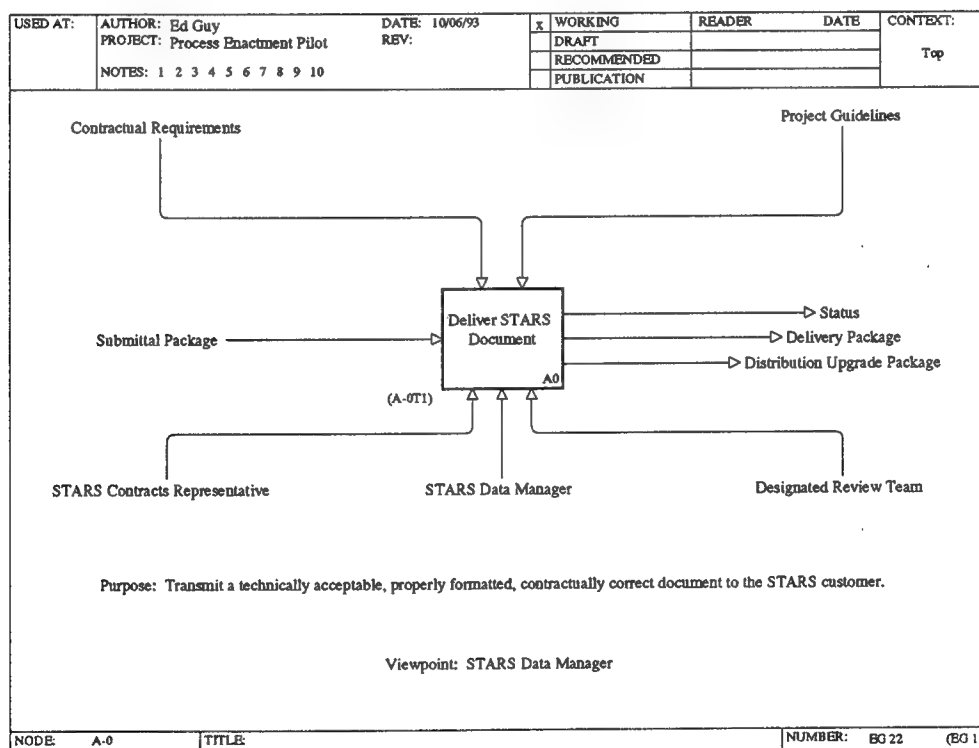 USED AT:
AUTHOR: Ed Guy
PROJECT: Process Enactment Pilot
NOTES: 1 2 3 4 5 6 7 8 9 10
DATE: 10/06/93
REV:
x WORKING
DRAFT
RECOMMENDED
PUBLICATION
READER DATE
CONTEXT:
Top
Contractual Requirements
Project Guidelines
Submittal Package
Deliver STARS
Document
A0
Status
Delivery Package
Distribution Upgrade Package
(A-0T1)
STARS Contracts Representative
STARS Data Manager
Designated Review Team
Purpose: Transmit a technically acceptable, properly formatted, contractually correct document to the STARS customer.
Viewpoint: STARS Data Manager
NODE: A-0
TITLE:
NUMBER: EG 22 (EG 1